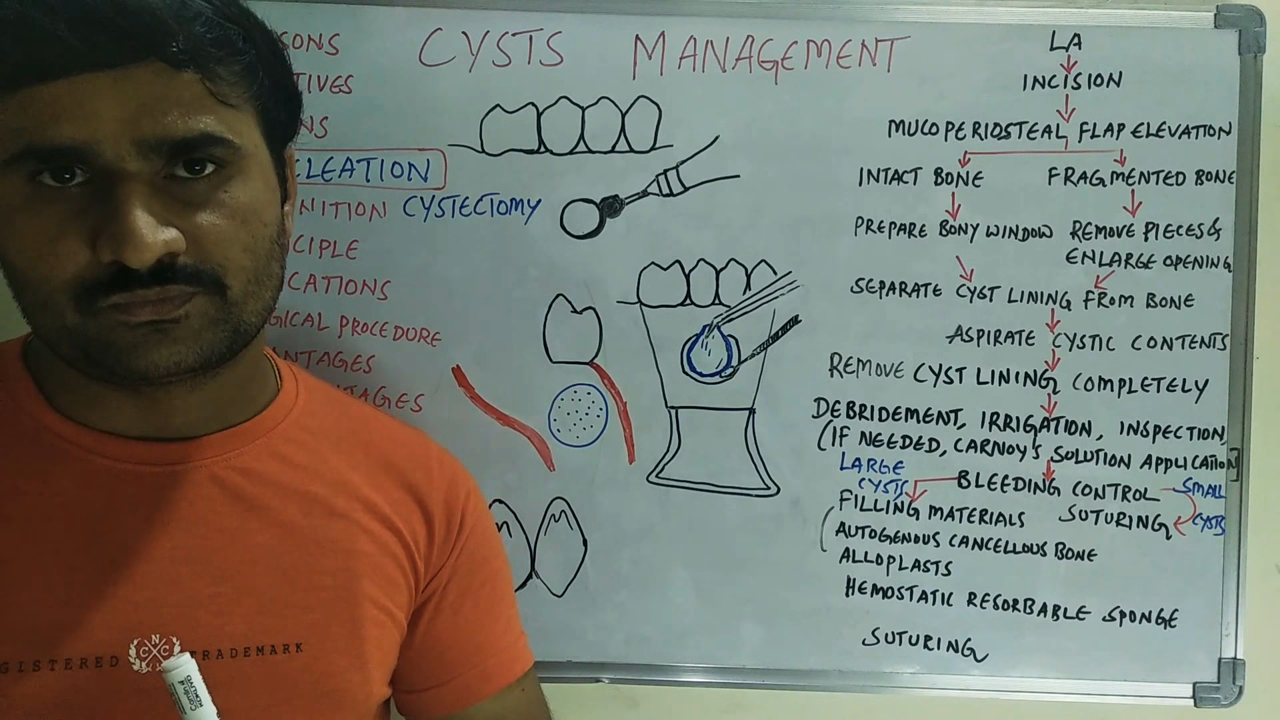 CYSTS MANAGEMENT
SONS
TIVES
NS
CLEATION
NITION CYSTECTOMY
CIPLE
CATIONS
GICAL PROCEDURE
NTAGES
TAGES
LA
INCISION
MUCOPERIOSTEAL FLAP ELEVATION
INTACT BONE FRAGMENTED BONE
PREPARE BONY WINDOW REMOVE PIECES &
ENLARGE OPENING
SEPARATE CYST LINING FROM BONE
ASPIRATE CYSTIC CONTENTS
REMOVE CYST LINING COMPLETELY
DEBRIDEMENT, IRRIGATION, INSPECTION,
(IF NEEDED, CARNOY'S SOLUTION APPLICATION)
LARGE CYSTS BLEEDING CONTROL SMALL CYSTS
FILLING MATERIALS SUTURING
AUTOGENOUS CANCELLOUS BONE
ALLOPLASTS
HEMOSTATIC RESORBABLE SPONGE
SUTURING
GISTERED CNCC TRADEMARK